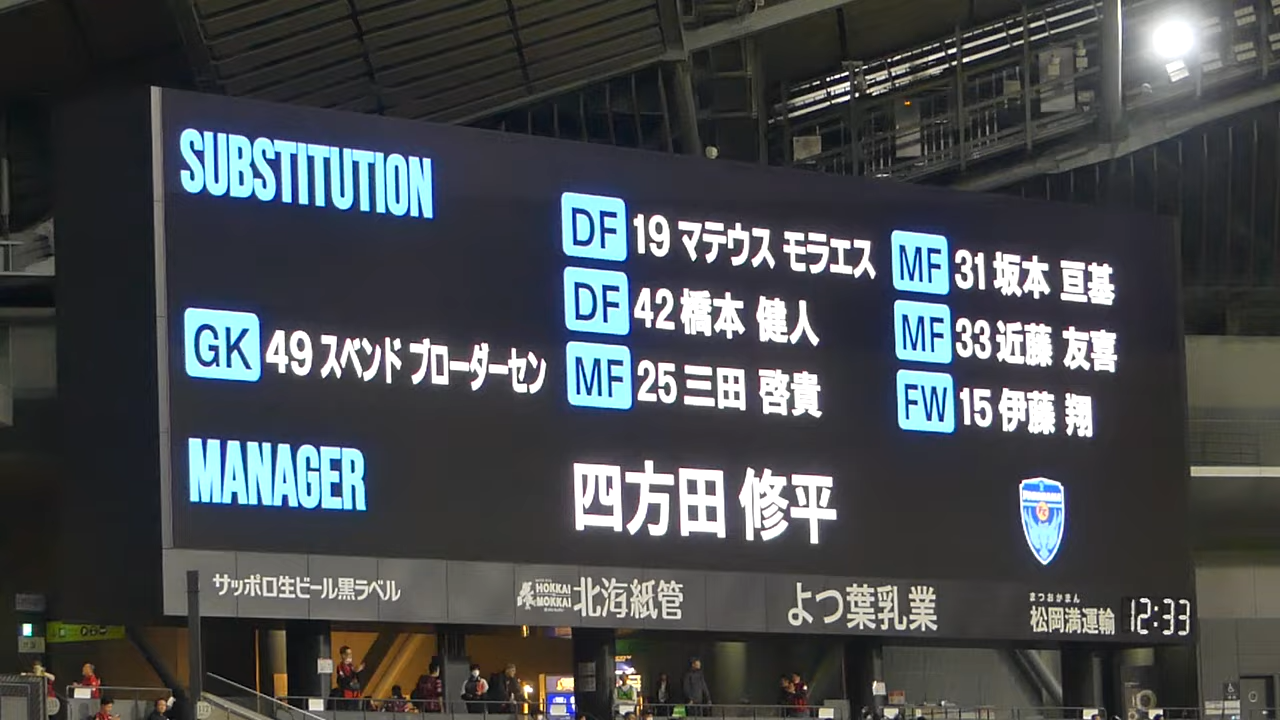 SUBSTITUTION
GK 49 スベンド ブローダーセン
DF 19 マテウス モラエス
DF 42 橋本 健人
MF 25 三田 啓貴
MF 31 坂本 亘基
MF 33 近藤 友喜
FW 15 伊藤 翔
MANAGER
四方田 修平
サッポロ生ビール黒ラベル
HOKKAI
MOKKAI
北海紙管
よつ葉乳業
まつおかまん
松岡満運輸
12:33